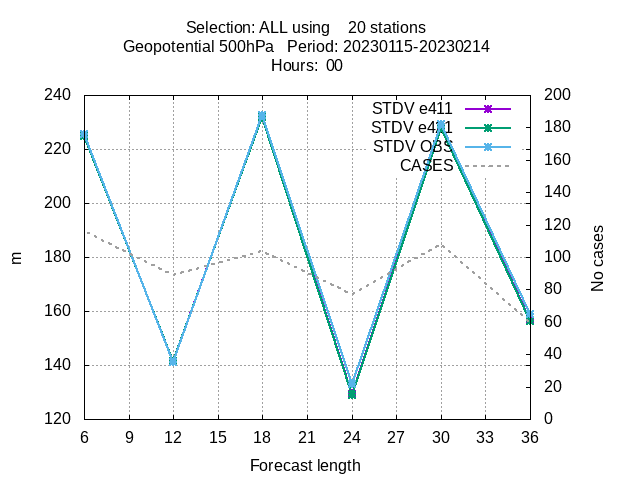 Selection: ALL using    20 stations
Geopotential 500hPa   Period: 20230115-20230214
Hours:  00
240
220
200
180
160
140
120
200
180
160
140
120
100
80
60
40
20
0
STDV e411
STDV e421
STDV OBS
CASES
m
No cases
6 9 12 15 18 21 24 27 30 33 36
Forecast length